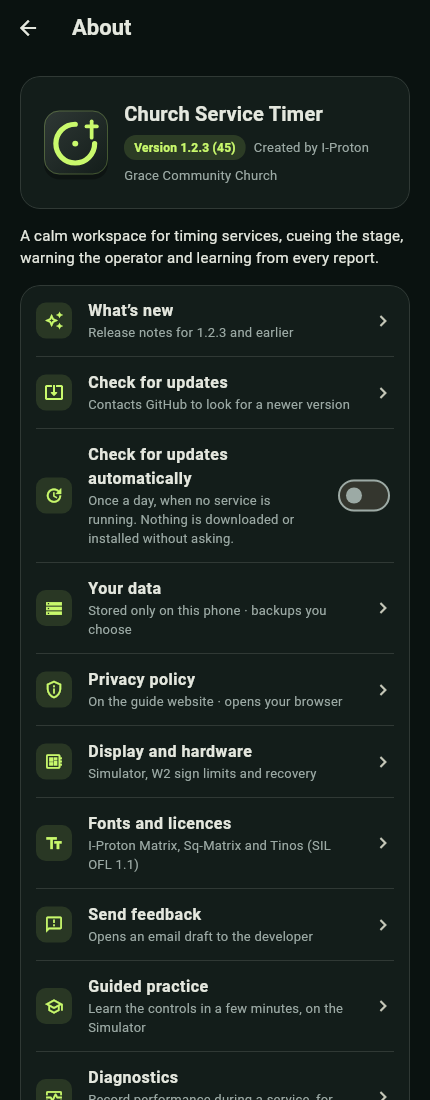 About
Church Service Timer
Version 1.2.3 (45) Created by I-Proton
Grace Community Church
A calm workspace for timing services, cueing the stage,
warning the operator and learning from every report.
What’s new
Release notes for 1.2.3 and earlier
Check for updates
Contacts GitHub to look for a newer version
Check for updates
automatically
Once a day, when no service is
running. Nothing is downloaded or
installed without asking.
Your data
Stored only on this phone · backups you
choose
Privacy policy
On the guide website · opens your browser
Display and hardware
Simulator, W2 sign limits and recovery
Fonts and licences
I-Proton Matrix, Sq-Matrix and Tinos (SIL
OFL 1.1)
Send feedback
Opens an email draft to the developer
Guided practice
Learn the controls in a few minutes, on the
Simulator
Diagnostics
Record performance during a service, for